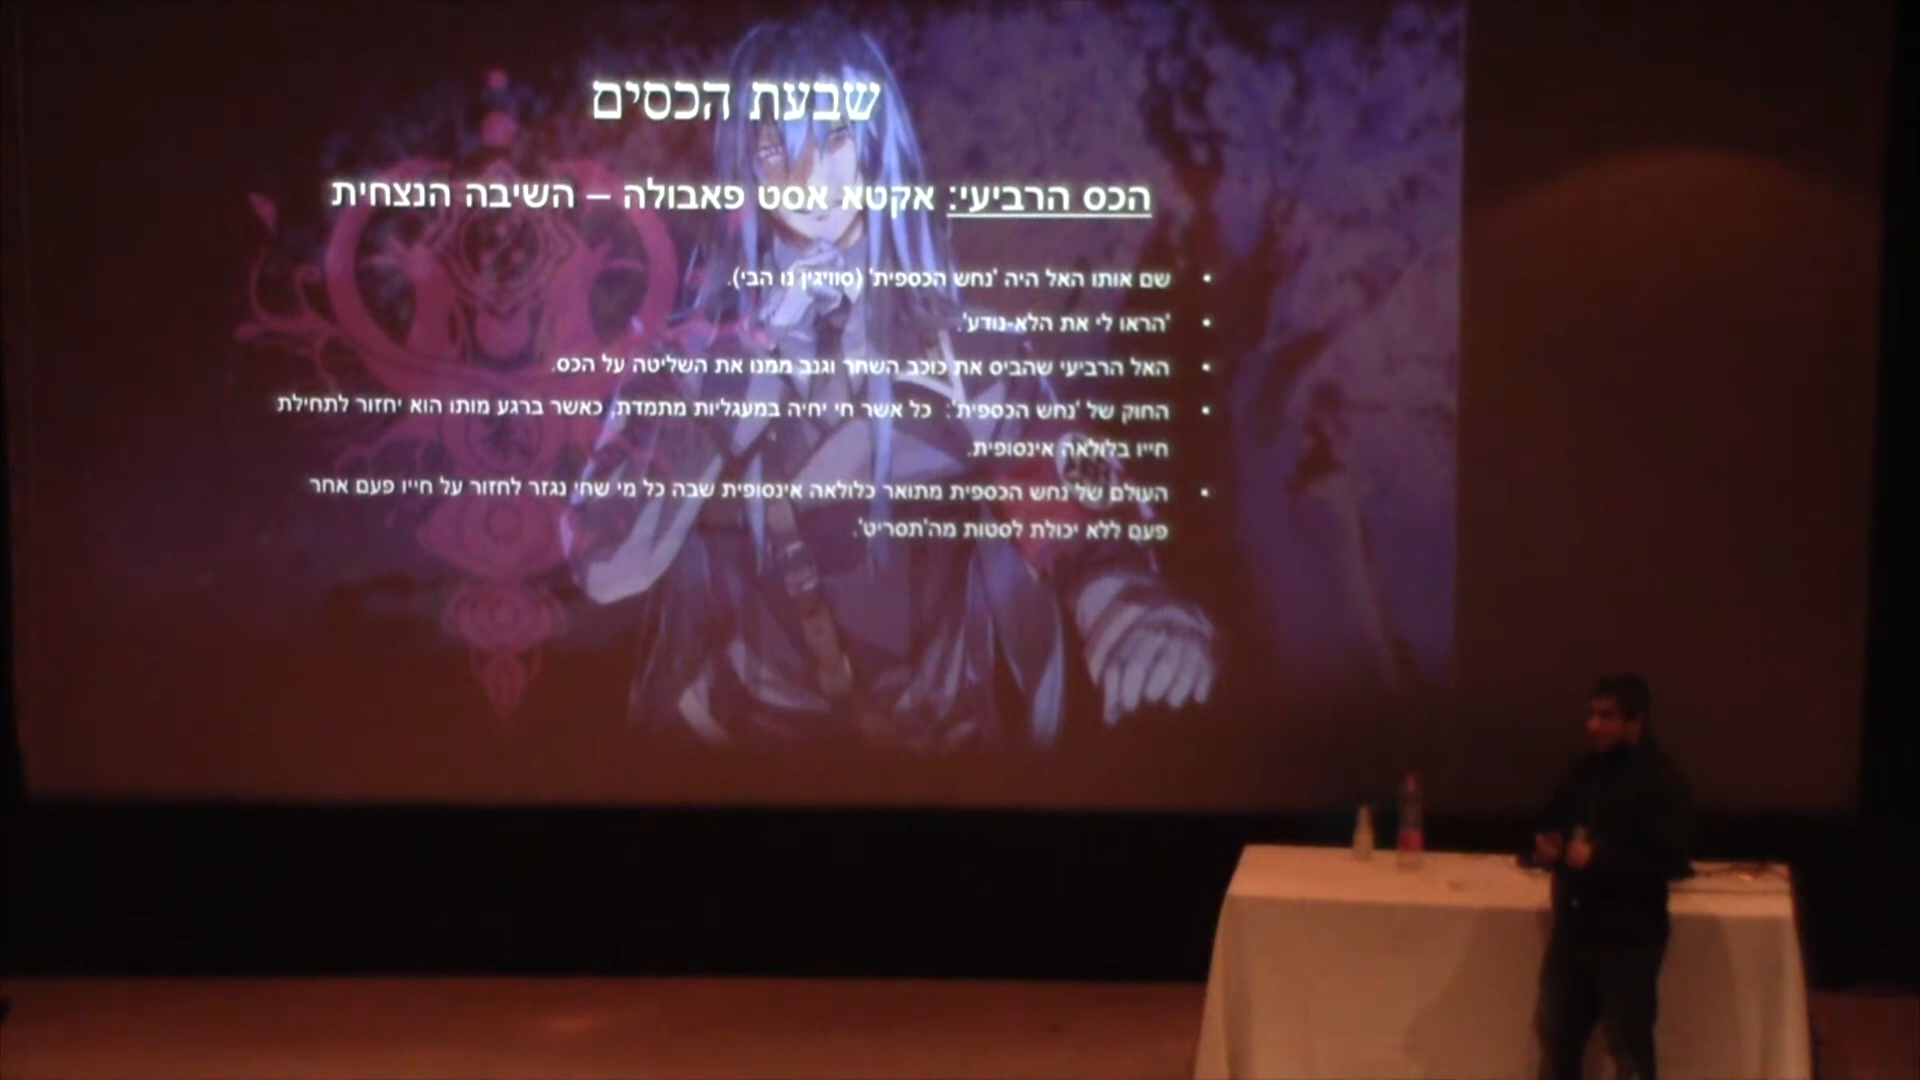 שבעת הכסים
הכס הרביעי: אקטא אסט פאבולה – השיבה הנצחית
• שם אותו האל היה 'נחש הכספית' (סוויגין נו הבי).
• 'הראו לי את הלא-נודע'.
• האל הרביעי שהביס את כוכב השחר וגנב ממנו את השליטה על הכס.
• החוק של 'נחש הכספית': כל אשר חי יחיה במעגליות מתמדת, כאשר ברגע מותו הוא יחזור לתחילת
חייו בלולאה אינסופית.
• העולם של נחש הכספית מתואר כלולאה אינסופית שבה כל מי שחי נגזר לחזור על חייו פעם אחר
פעם ללא יכולת לסטות מה'תסריט'.